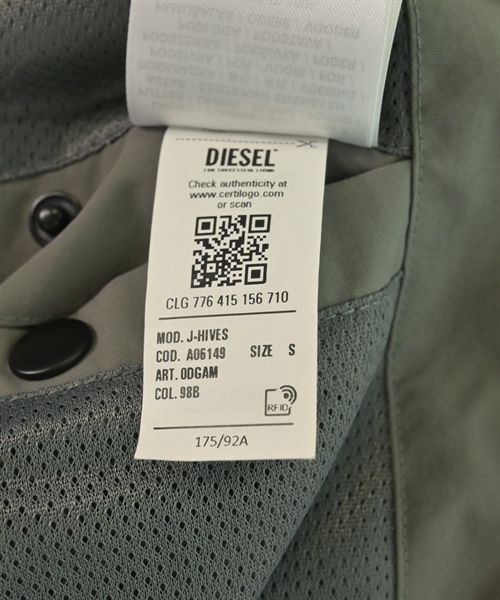 DIESEL
FOR SUCCESSFUL LIVING
Check authenticity at
www.certilogo.com
or scan
CLG 776 415 156 710
MOD. J-HIVES
COD. A06149 SIZE S
ART. 0DGAM
COL. 98B
RFID
175/92A